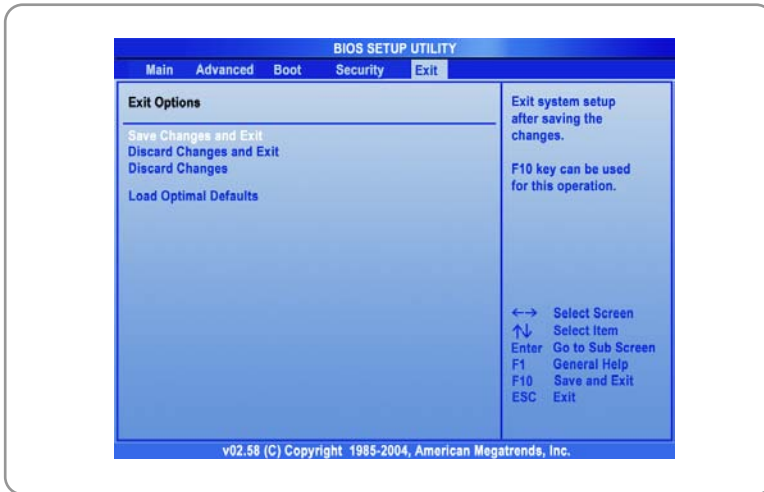 BIOS SETUP UTILITY
Main Advanced Boot Security Exit
Exit Options
Save Changes and Exit
Discard Changes and Exit
Discard Changes
Load Optimal Defaults
Exit system setup
after saving the
changes.
F10 key can be used
for this operation.
←→ Select Screen
↑↓ Select Item
Enter Go to Sub Screen
F1 General Help
F10 Save and Exit
ESC Exit
v02.58 (C) Copyright 1985-2004, American Megatrends, Inc.